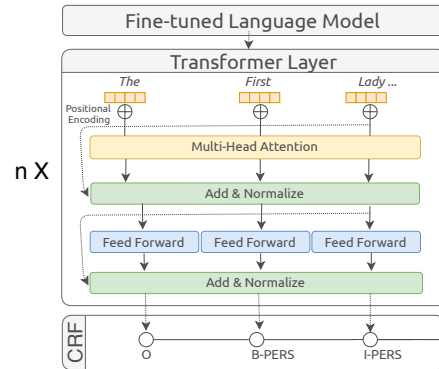 Fine-tuned Language Model
Transformer Layer
The First Lady ...
Positional
Encoding
Multi-Head Attention
n X
Add & Normalize
Feed Forward Feed Forward Feed Forward
Add & Normalize
CRF
O B-PERS I-PERS